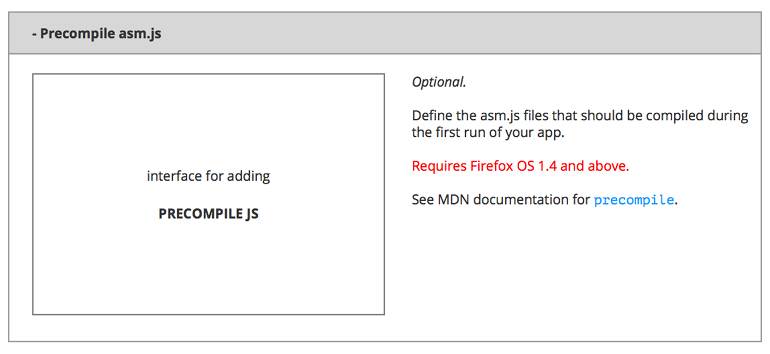 - Precompile asm.js
interface for adding
PRECOMPILE JS
Optional.
Define the asm.js files that should be compiled during
the first run of your app.
Requires Firefox OS 1.4 and above.
See MDN documentation for precompile.